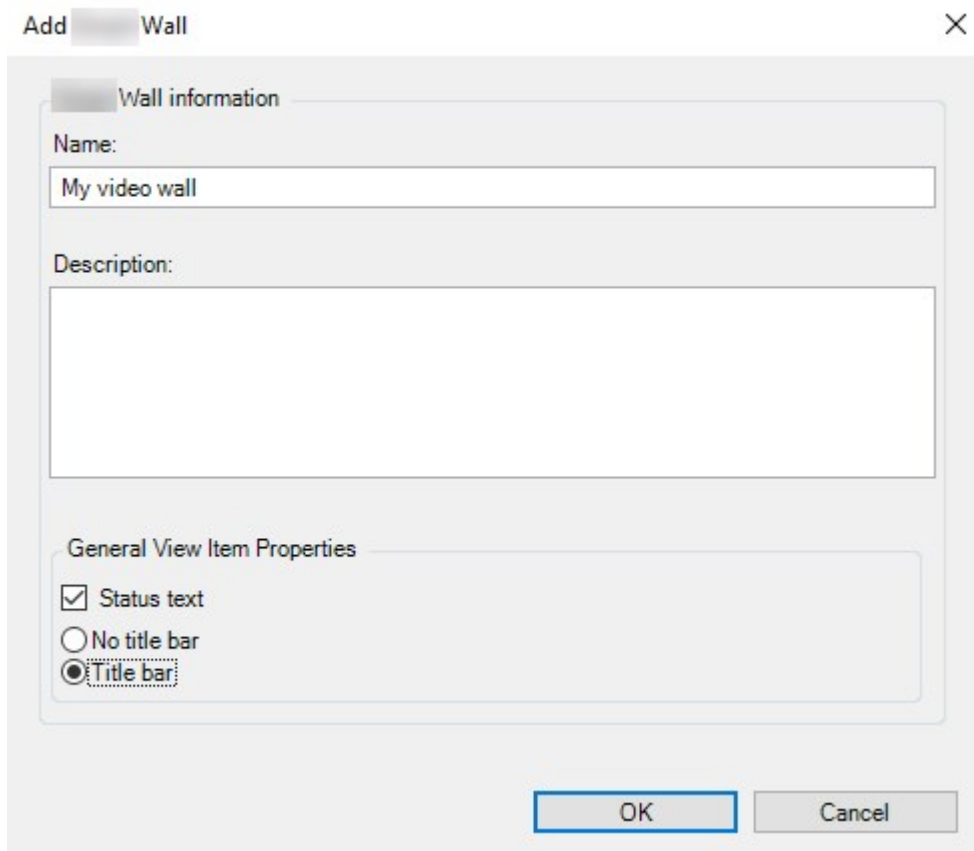 Add Wall
Wall information
Name:
My video wall
Description:
General View Item Properties
Status text
No title bar
Title bar
OK Cancel